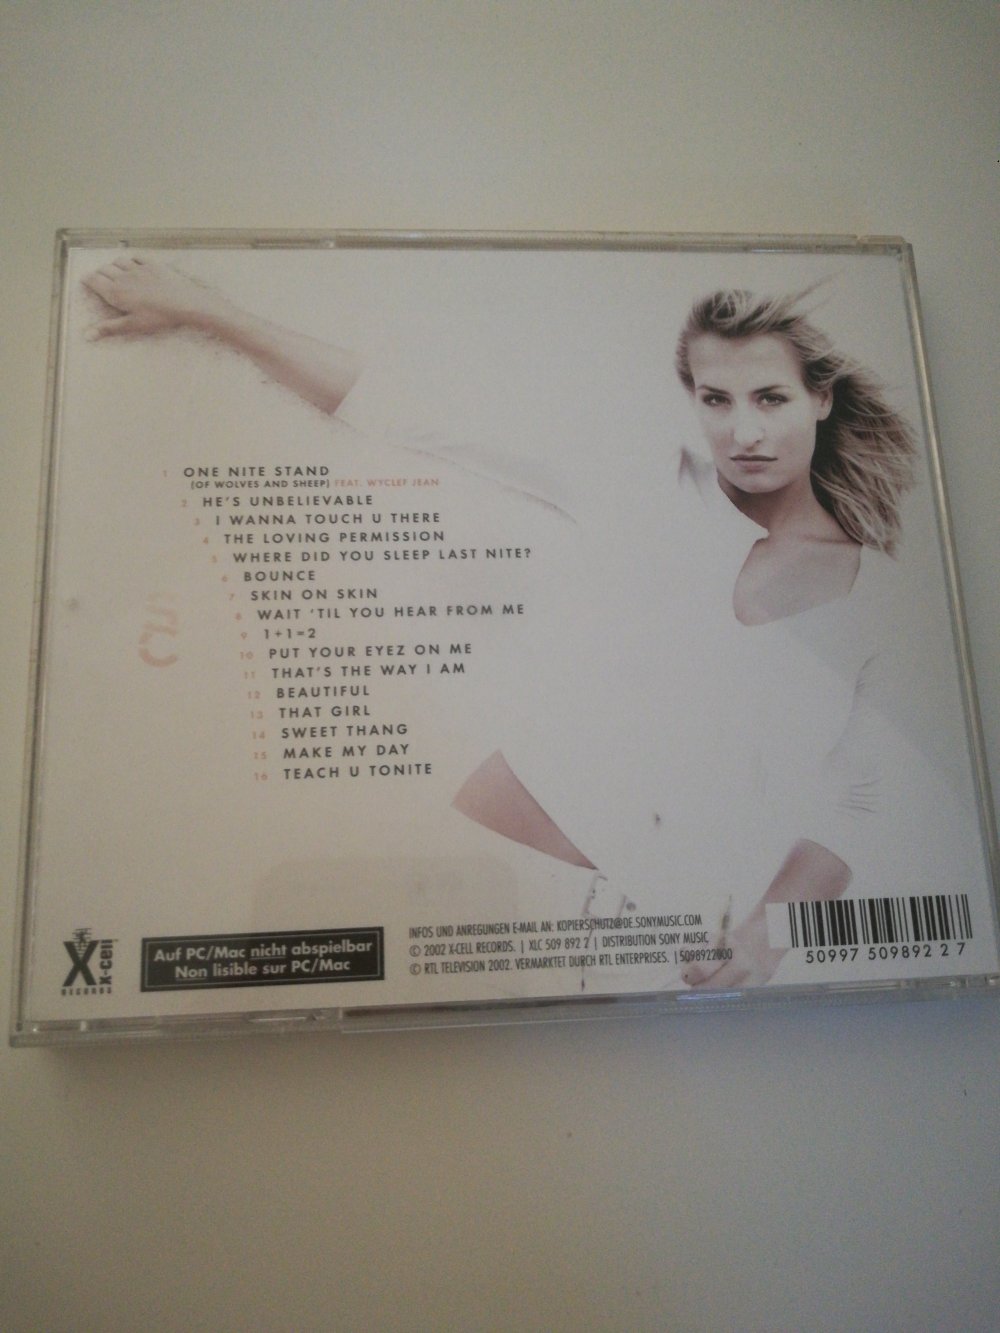 1 ONE NITE STAND
(OF WOLVES AND SHEEP) FEAT. WYCLEF JEAN
2 HE'S UNBELIEVABLE
3 I WANNA TOUCH U THERE
4 THE LOVING PERMISSION
5 WHERE DID YOU SLEEP LAST NITE?
6 BOUNCE
7 SKIN ON SKIN
8 WAIT 'TIL YOU HEAR FROM ME
9 1+1=2
10 PUT YOUR EYEZ ON ME
11 THAT'S THE WAY I AM
12 BEAUTIFUL
13 THAT GIRL
14 SWEET THANG
15 MAKE MY DAY
16 TEACH U TONITE
X
x-cell
RECORDS
Auf PC/Mac nicht abspielbar
Non lisible sur PC/Mac
INFOS UND ANREGUNGEN E-MAIL AN: KOPIERSCHUTZ@DE.SONYMUSIC.COM
© 2002 X-CELL RECORDS. | XLC 509 892 2 | DISTRIBUTION SONY MUSIC
© RTL TELEVISION 2002. VERMARKTET DURCH RTL ENTERPRISES. | 5098922000
50997 509892 2 7